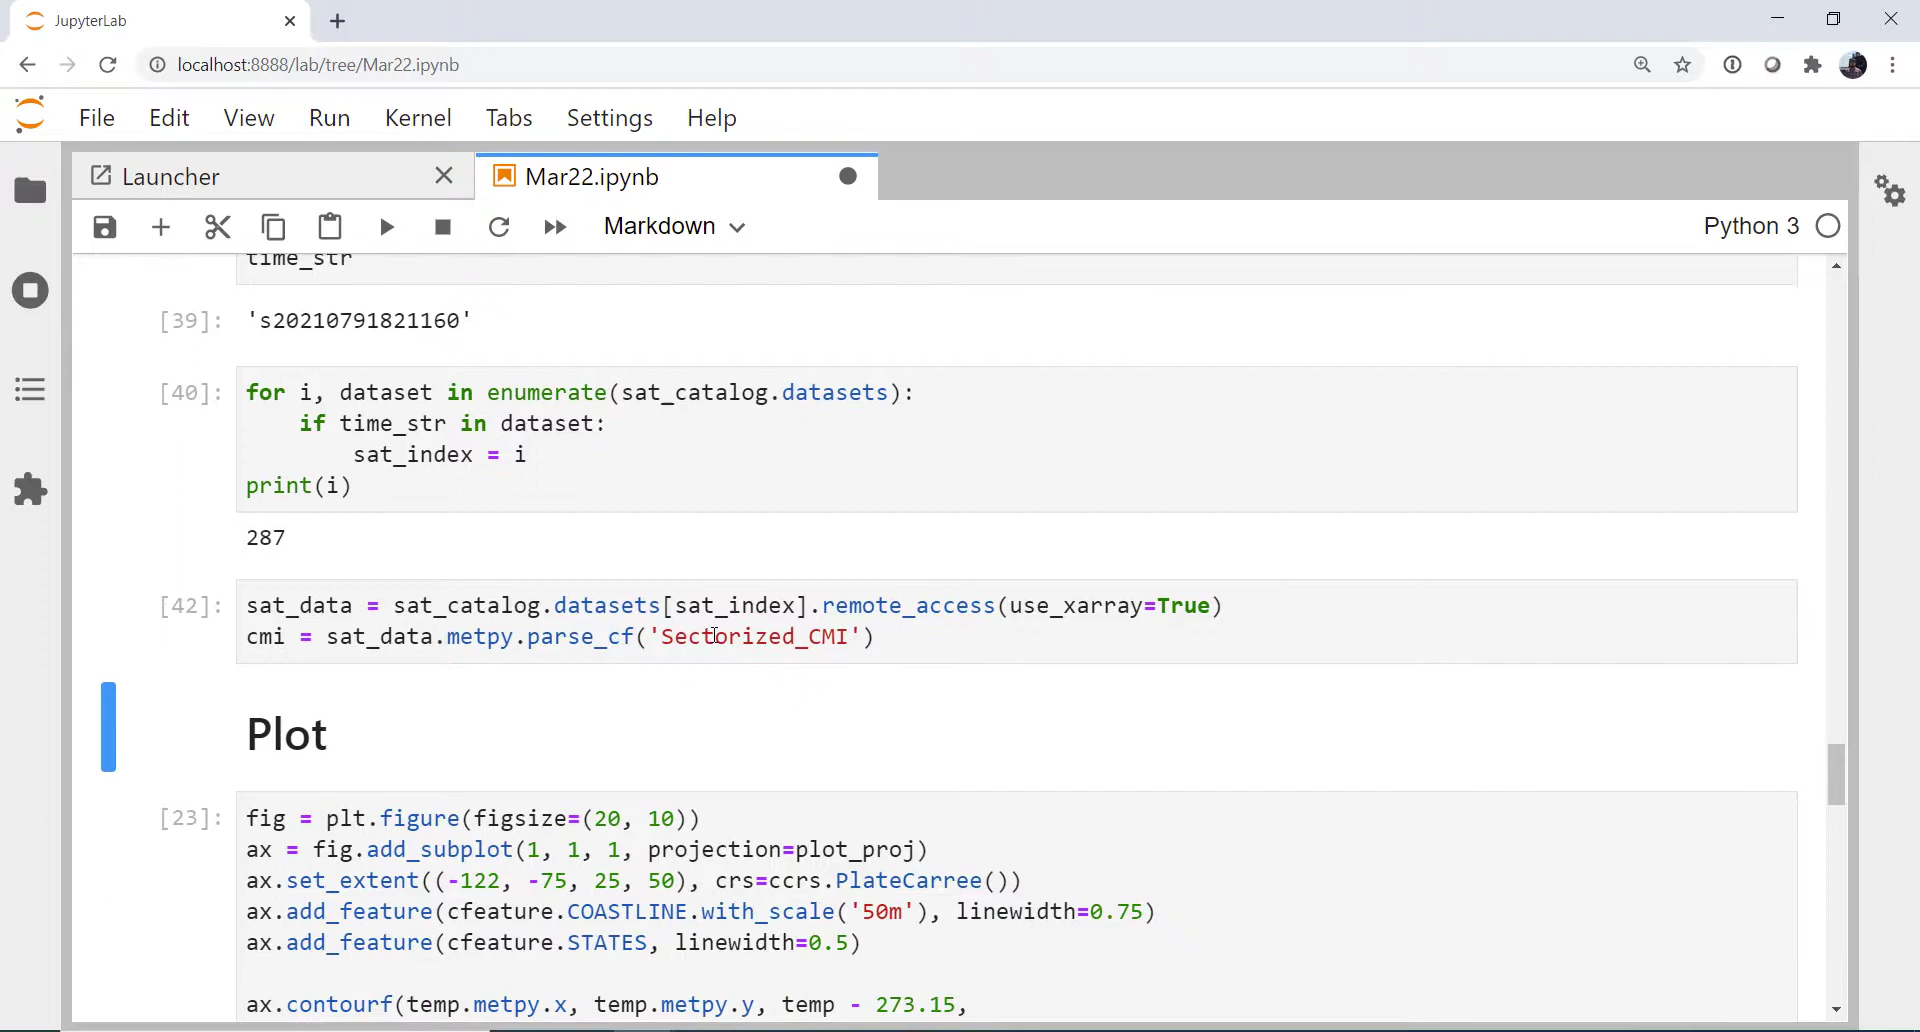 JupyterLab
localhost:8888/lab/tree/Mar22.ipynb
File Edit View Run Kernel Tabs Settings Help
Launcher Mar22.ipynb
Markdown Python 3
time_str
[39]: 's20210791821160'
[40]: for i, dataset in enumerate(sat_catalog.datasets):
if time_str in dataset:
sat_index = i
print(i)
287
[42]: sat_data = sat_catalog.datasets[sat_index].remote_access(use_xarray=True)
cmi = sat_data.metpy.parse_cf('Sectorized_CMI')
Plot
[23]: fig = plt.figure(figsize=(20, 10))
ax = fig.add_subplot(1, 1, 1, projection=plot_proj)
ax.set_extent((-122, -75, 25, 50), crs=ccrs.PlateCarree())
ax.add_feature(cfeature.COASTLINE.with_scale('50m'), linewidth=0.75)
ax.add_feature(cfeature.STATES, linewidth=0.5)
ax.contourf(temp.metpy.x, temp.metpy.y, temp - 273.15,